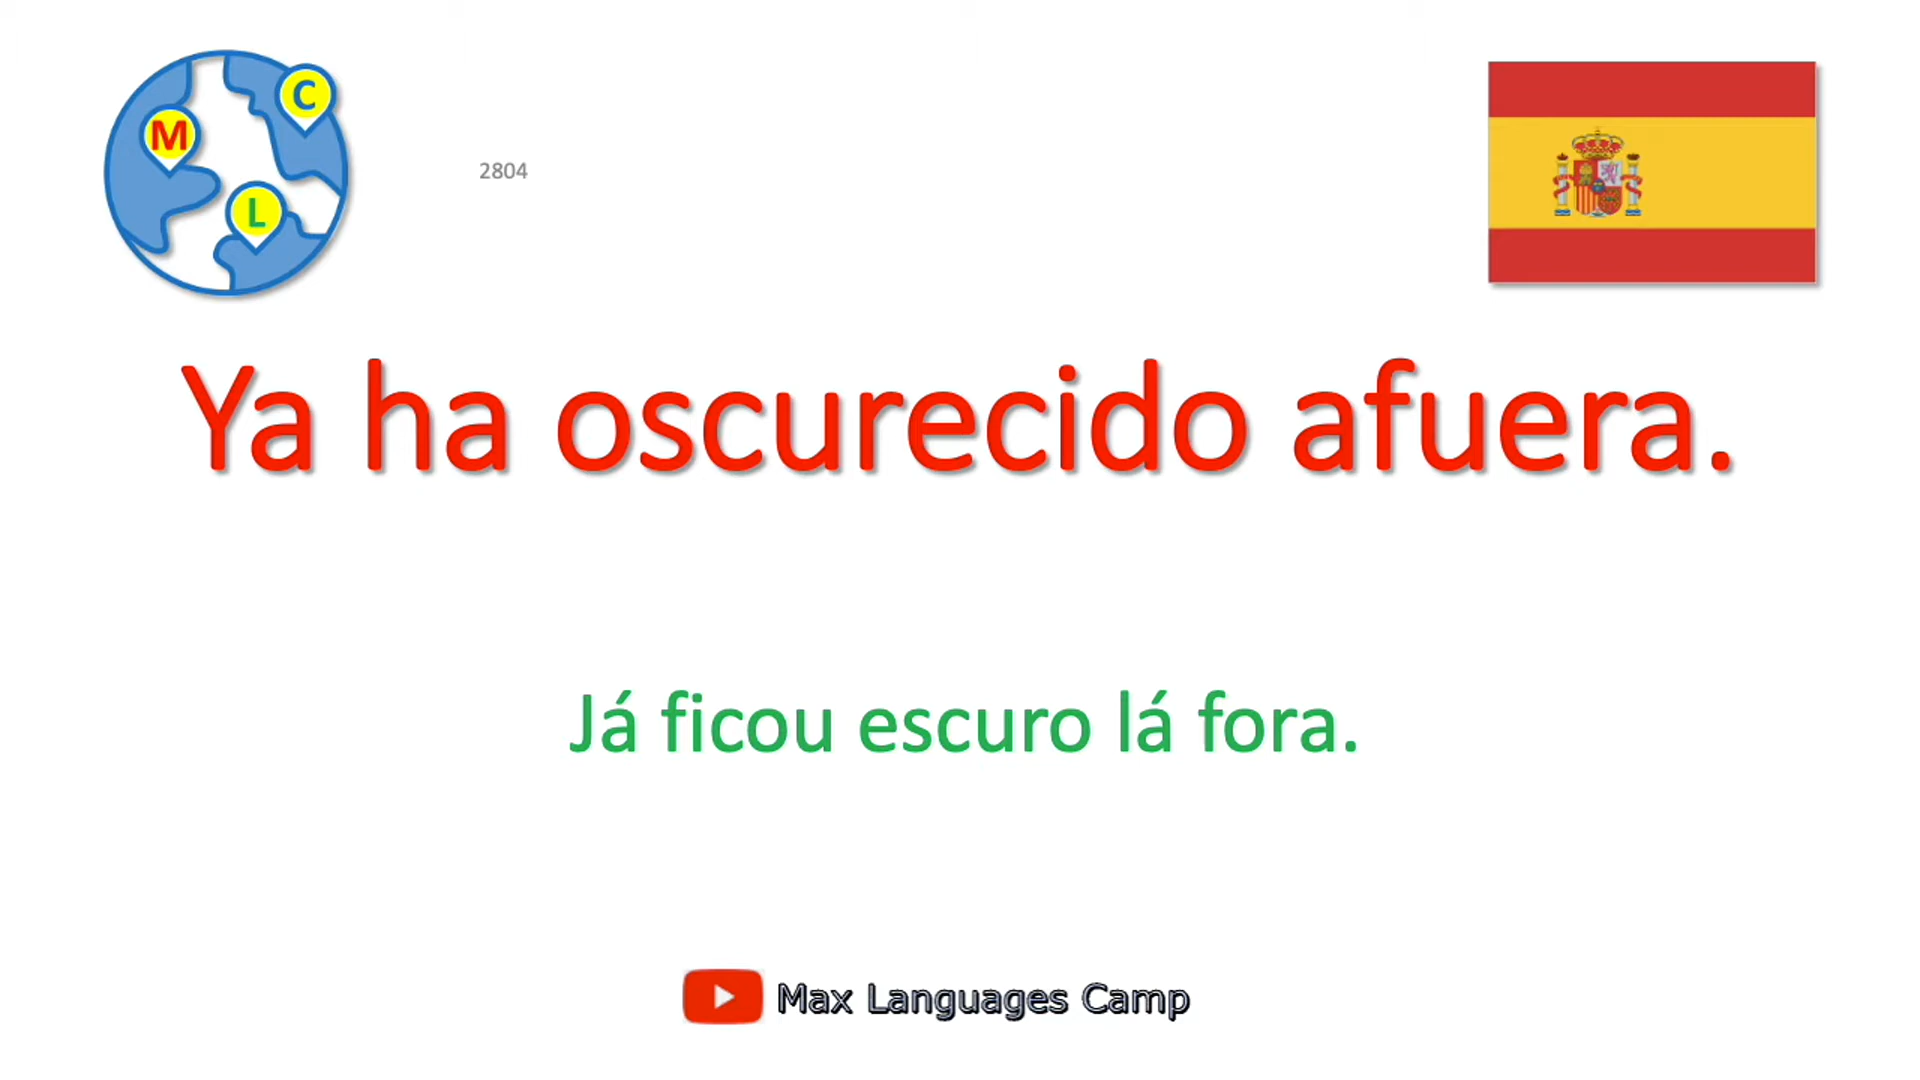 M
C
L
2804
Ya ha oscurecido afuera.
Já ficou escuro lá fora.
Max Languages Camp